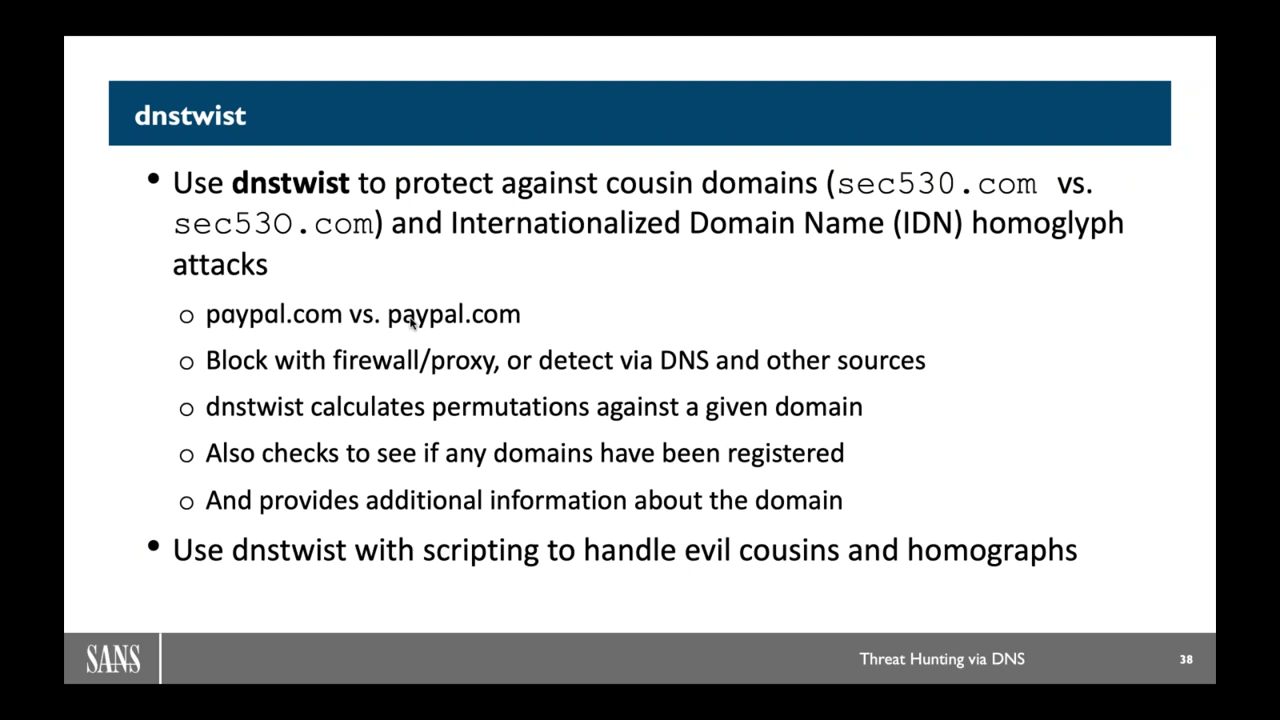 dnstwist
• Use dnstwist to protect against cousin domains (sec530.com vs.
sec53O.com) and Internationalized Domain Name (IDN) homoglyph
attacks
o pɑypɑl.com vs. paypal.com
o Block with firewall/proxy, or detect via DNS and other sources
o dnstwist calculates permutations against a given domain
o Also checks to see if any domains have been registered
o And provides additional information about the domain
• Use dnstwist with scripting to handle evil cousins and homographs
SANS
Threat Hunting via DNS
38